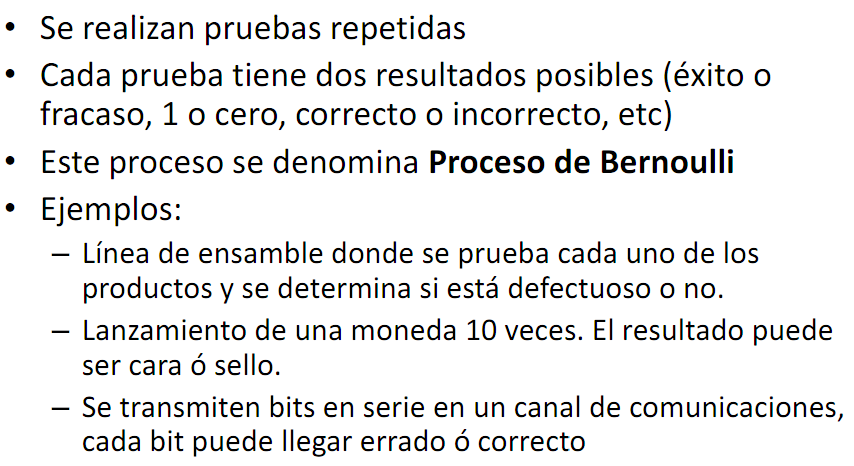 • Se realizan pruebas repetidas
• Cada prueba tiene dos resultados posibles (éxito o
fracaso, 1 o cero, correcto o incorrecto, etc)
• Este proceso se denomina Proceso de Bernoulli
• Ejemplos:
– Línea de ensamble donde se prueba cada uno de los
productos y se determina si está defectuoso o no.
– Lanzamiento de una moneda 10 veces. El resultado puede
ser cara ó sello.
– Se transmiten bits en serie en un canal de comunicaciones,
cada bit puede llegar errado ó correcto